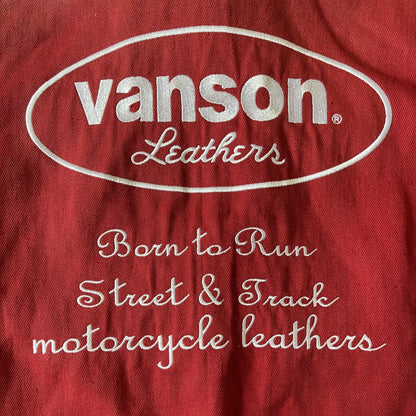 vanson®
Leathers
Born to Run
Street & Track
motorcycle leathers